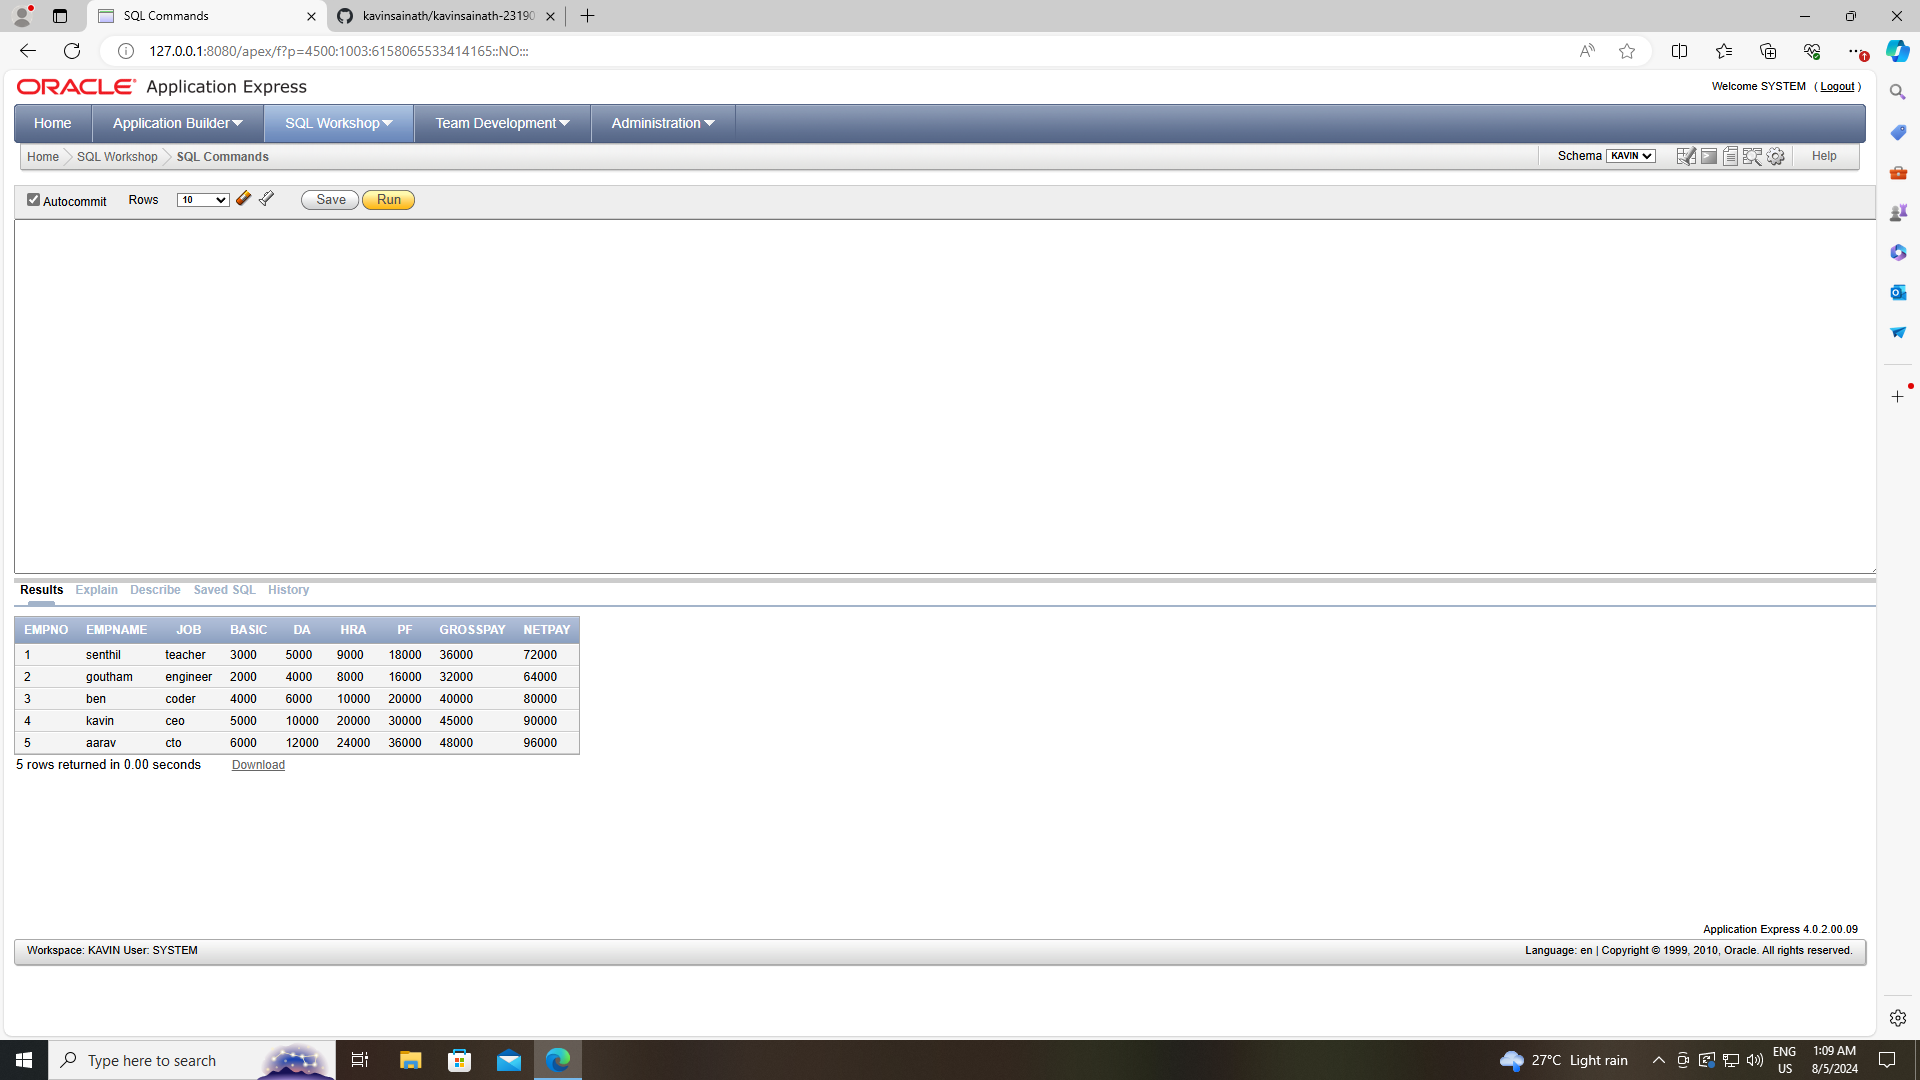 SQL Commands
kavinsainath/kavinsainath-23190
127.0.0.1:8080/apex/f?p=4500:1003:6158065533414165::NO:::
ORACLE Application Express
Welcome SYSTEM ( Logout )
Home Application Builder SQL Workshop Team Development Administration
Home SQL Workshop SQL Commands
Schema KAVIN Help
Autocommit Rows 10 Save Run
Results Explain Describe Saved SQL History
EMPNO EMPNAME JOB BASIC DA HRA PF GROSSPAY NETPAY
1 senthil teacher 3000 5000 9000 18000 36000 72000
2 goutham engineer 2000 4000 8000 16000 32000 64000
3 ben coder 4000 6000 10000 20000 40000 80000
4 kavin ceo 5000 10000 20000 30000 45000 90000
5 aarav cto 6000 12000 24000 36000 48000 96000
5 rows returned in 0.00 seconds Download
Application Express 4.0.2.00.09
Workspace: KAVIN User: SYSTEM
Language: en | Copyright © 1999, 2010, Oracle. All rights reserved.
Type here to search
27°C Light rain
ENG
US
1:09 AM
8/5/2024